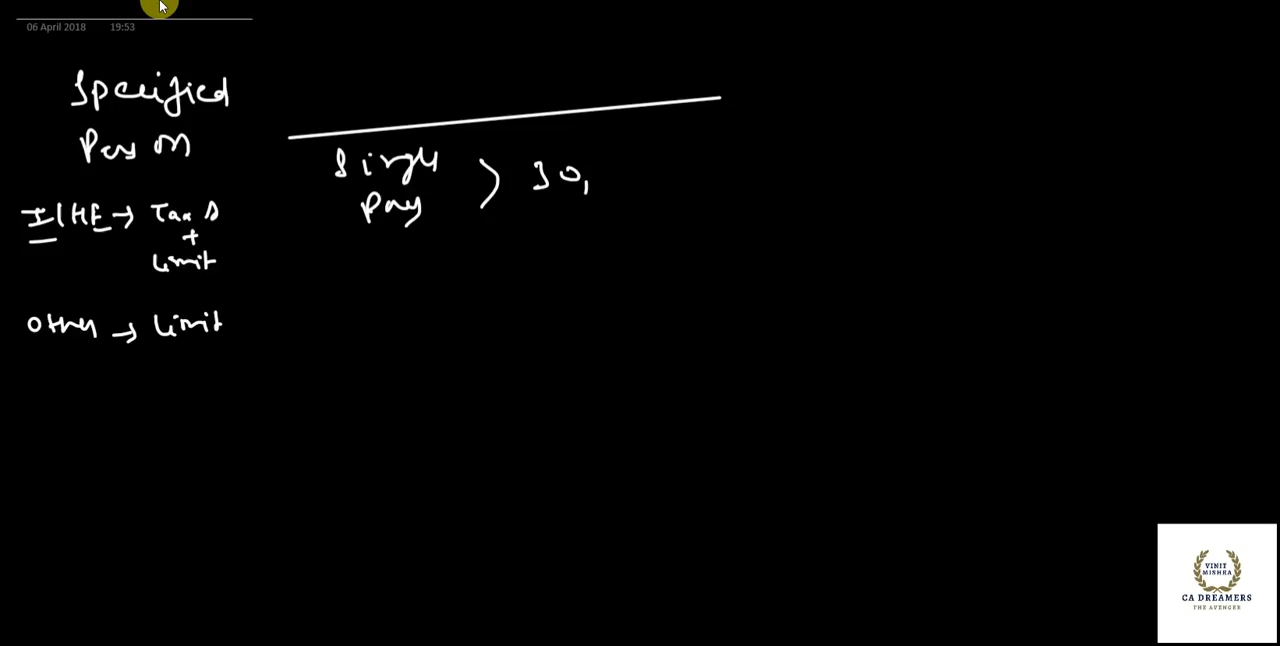 06 April 2018 19:53
Specified
Person
I/HF → Tax A
+
Limit
Other → Limit
Single
Pay > 30,
VINIT
MISHRA
CA DREAMERS
THE AVENGER